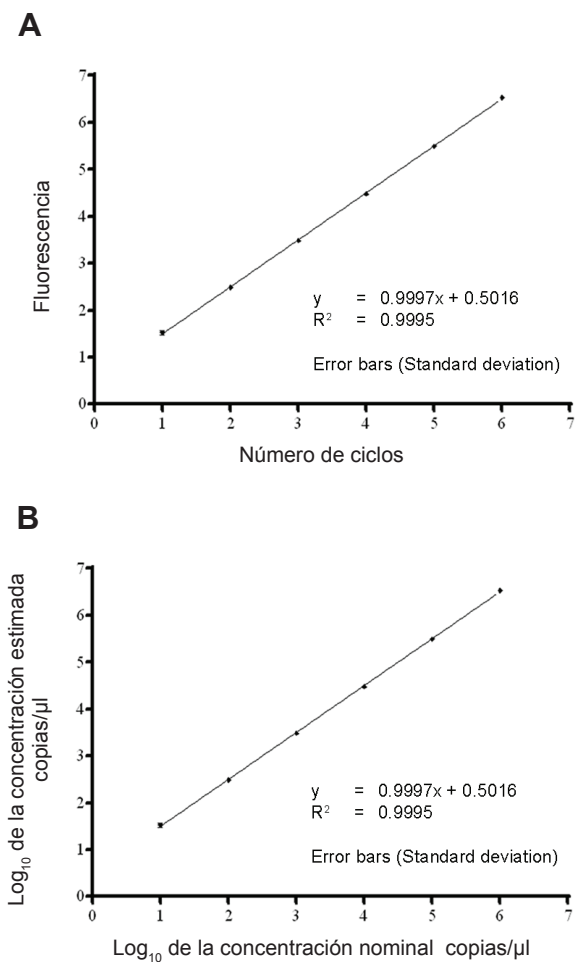 A
7
6
5
4
3
2
1
0
Fluorescencia
y = 0.9997x + 0.5016
R² = 0.9995
Error bars (Standard deviation)
0 1 2 3 4 5 6 7
Número de ciclos
B
7
6
5
4
3
2
1
0
Log₁₀ de la concentración estimada
copias/µl
y = 0.9997x + 0.5016
R² = 0.9995
Error bars (Standard deviation)
0 1 2 3 4 5 6 7
Log₁₀ de la concentración nominal copias/µl